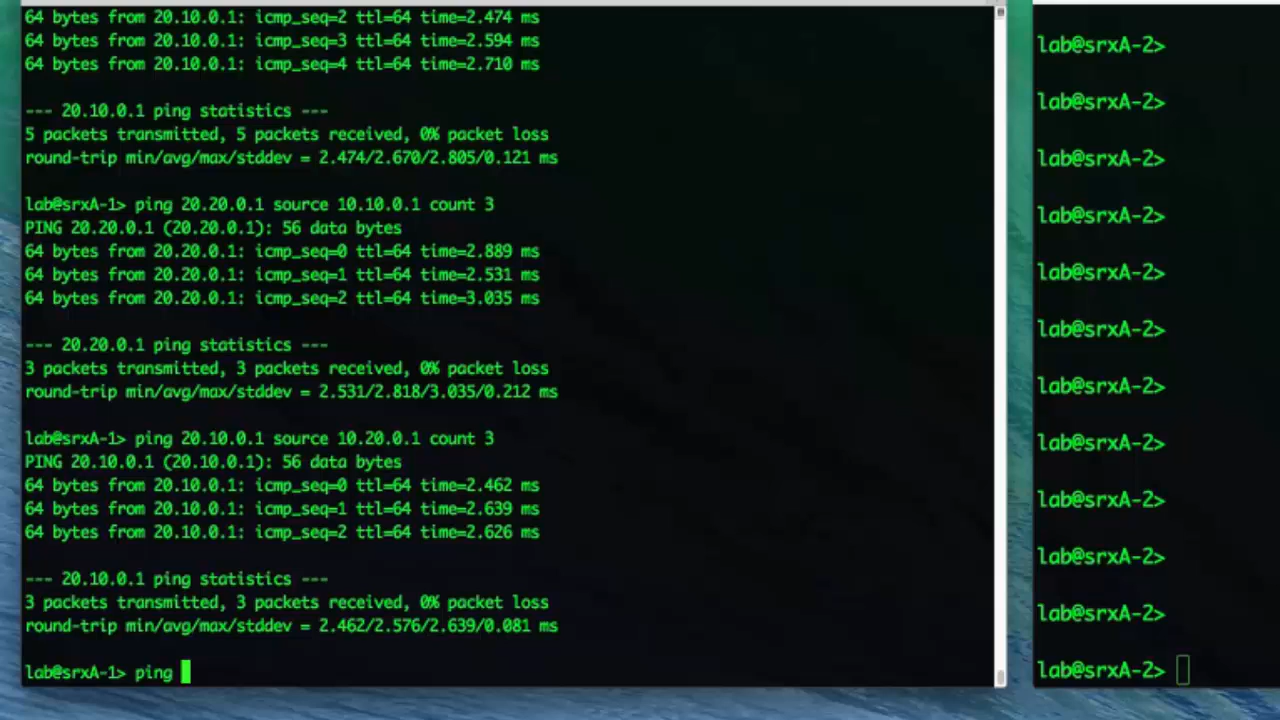 64 bytes from 20.10.0.1: icmp_seq=2 ttl=64 time=2.474 ms
64 bytes from 20.10.0.1: icmp_seq=3 ttl=64 time=2.594 ms
64 bytes from 20.10.0.1: icmp_seq=4 ttl=64 time=2.710 ms
--- 20.10.0.1 ping statistics ---
5 packets transmitted, 5 packets received, 0% packet loss
round-trip min/avg/max/stddev = 2.474/2.670/2.805/0.121 ms
lab@srxA-1> ping 20.20.0.1 source 10.10.0.1 count 3
PING 20.20.0.1 (20.20.0.1): 56 data bytes
64 bytes from 20.20.0.1: icmp_seq=0 ttl=64 time=2.889 ms
64 bytes from 20.20.0.1: icmp_seq=1 ttl=64 time=2.531 ms
64 bytes from 20.20.0.1: icmp_seq=2 ttl=64 time=3.035 ms
--- 20.20.0.1 ping statistics ---
3 packets transmitted, 3 packets received, 0% packet loss
round-trip min/avg/max/stddev = 2.531/2.818/3.035/0.212 ms
lab@srxA-1> ping 20.10.0.1 source 10.20.0.1 count 3
PING 20.10.0.1 (20.10.0.1): 56 data bytes
64 bytes from 20.10.0.1: icmp_seq=0 ttl=64 time=2.462 ms
64 bytes from 20.10.0.1: icmp_seq=1 ttl=64 time=2.639 ms
64 bytes from 20.10.0.1: icmp_seq=2 ttl=64 time=2.626 ms
--- 20.10.0.1 ping statistics ---
3 packets transmitted, 3 packets received, 0% packet loss
round-trip min/avg/max/stddev = 2.462/2.576/2.639/0.081 ms
lab@srxA-1> ping
lab@srxA-2>
lab@srxA-2>
lab@srxA-2>
lab@srxA-2>
lab@srxA-2>
lab@srxA-2>
lab@srxA-2>
lab@srxA-2>
lab@srxA-2>
lab@srxA-2>
lab@srxA-2>
lab@srxA-2>